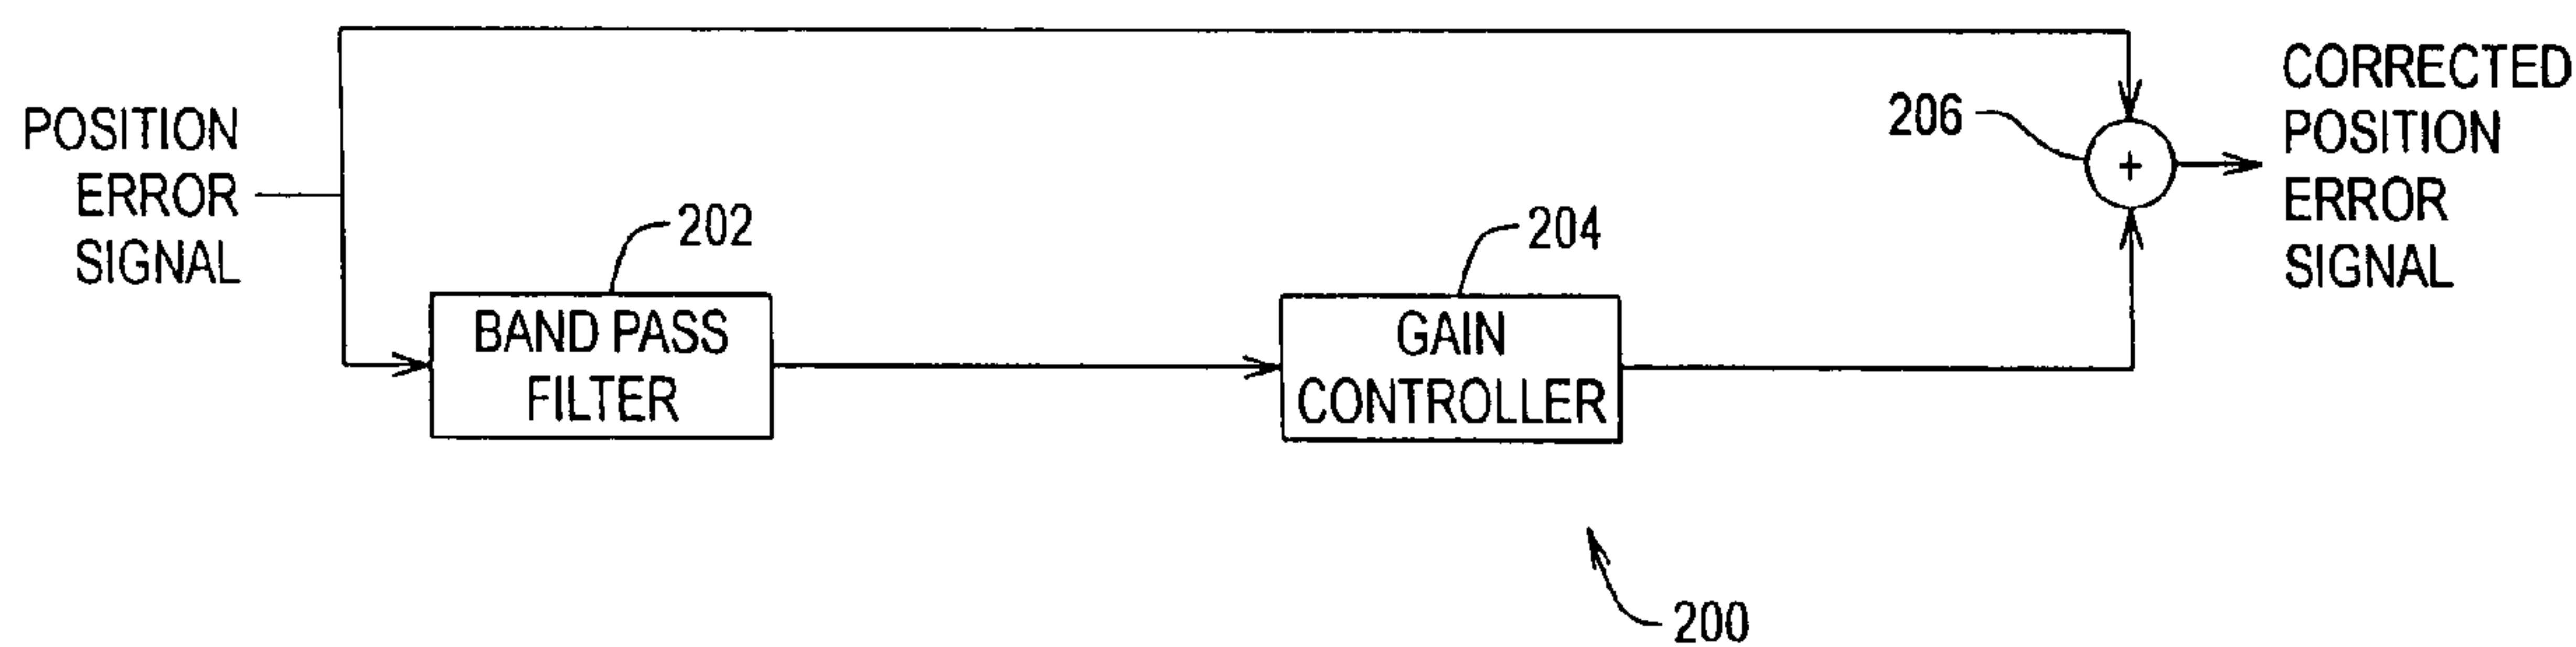 POSITION
ERROR
SIGNAL
202
BAND PASS
FILTER
204
GAIN
CONTROLLER
206
+
CORRECTED
POSITION
ERROR
SIGNAL
200